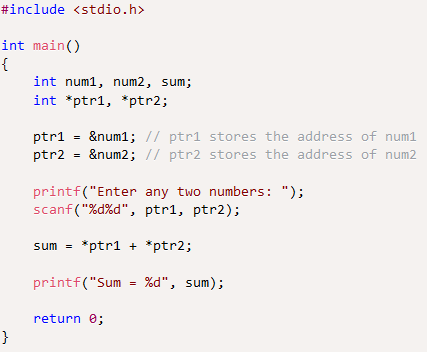 #include <stdio.h>
int main()
{
int num1, num2, sum;
int *ptr1, *ptr2;
ptr1 = &num1; // ptr1 stores the address of num1
ptr2 = &num2; // ptr2 stores the address of num2
printf("Enter any two numbers: ");
scanf("%d%d", ptr1, ptr2);
sum = *ptr1 + *ptr2;
printf("Sum = %d", sum);
return 0;
}